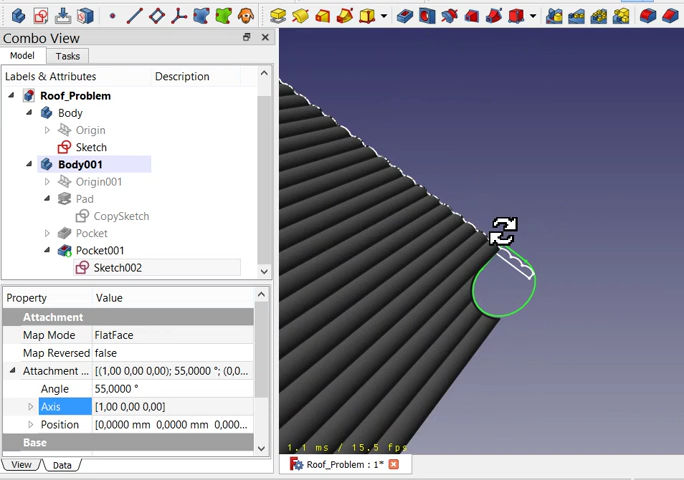 Combo View
Model Tasks
Labels & Attributes Description
Roof_Problem
Body
Origin
Sketch
Body001
Origin001
Pad
CopySketch
Pocket
Pocket001
Sketch002
Property Value
Attachment
Map Mode FlatFace
Map Reversed false
Attachment ... [(1,00 0,00 0,00); 55,0000 °; (0,0...
Angle 55,0000 °
Axis [1,00 0,00 0,00]
Position [0,0000 mm 0,0000 mm 0,000...
Base
View Data
1.1 ms / 15.5 fps
Roof_Problem : 1*